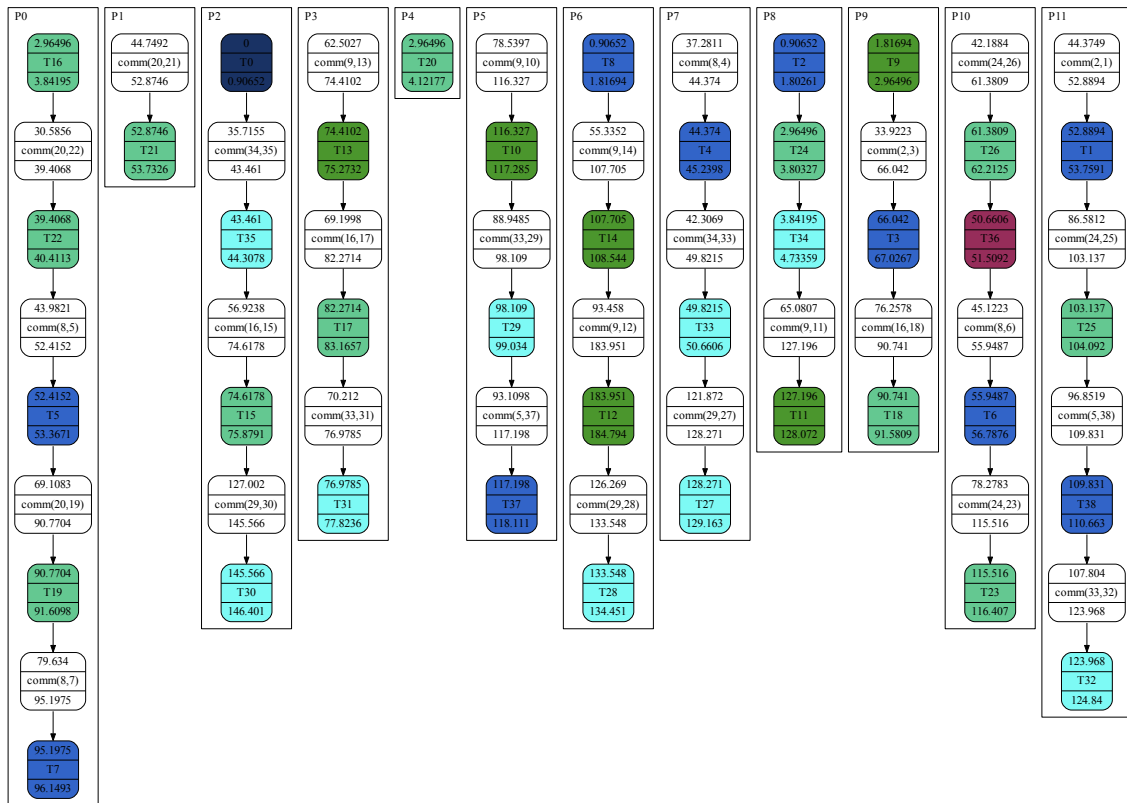 P0
2.96496
T16
3.84195
30.5856
comm(20,22)
39.4068
39.4068
T22
40.4113
43.9821
comm(8,5)
52.4152
52.4152
T5
53.3671
69.1083
comm(20,19)
90.7704
90.7704
T19
91.6098
79.634
comm(8,7)
95.1975
95.1975
T7
96.1493
P1
44.7492
comm(20,21)
52.8746
52.8746
T21
53.7326
P2
0
T0
0.90652
35.7155
comm(34,35)
43.461
43.461
T35
44.3078
56.9238
comm(16,15)
74.6178
74.6178
T15
75.8791
127.002
comm(29,30)
145.566
145.566
T30
146.401
P3
62.5027
comm(9,13)
74.4102
74.4102
T13
75.2732
69.1998
comm(16,17)
82.2714
82.2714
T17
83.1657
70.212
comm(33,31)
76.9785
76.9785
T31
77.8236
P4
2.96496
T20
4.12177
P5
78.5397
comm(9,10)
116.327
116.327
T10
117.285
88.9485
comm(33,29)
98.109
98.109
T29
99.034
93.1098
comm(5,37)
117.198
117.198
T37
118.111
P6
0.90652
T8
1.81694
55.3352
comm(9,14)
107.705
107.705
T14
108.544
93.458
comm(9,12)
183.951
183.951
T12
184.794
126.269
comm(29,28)
133.548
133.548
T28
134.451
P7
37.2811
comm(8,4)
44.374
44.374
T4
45.2398
42.3069
comm(34,33)
49.8215
49.8215
T33
50.6606
121.872
comm(29,27)
128.271
128.271
T27
129.163
P8
0.90652
T2
1.80261
2.96496
T24
3.80327
3.84195
T34
4.73359
65.0807
comm(9,11)
127.196
127.196
T11
128.072
P9
1.81694
T9
2.96496
33.9223
comm(2,3)
66.042
66.042
T3
67.0267
76.2578
comm(16,18)
90.741
90.741
T18
91.5809
P10
42.1884
comm(24,26)
61.3809
61.3809
T26
62.2125
50.6606
T36
51.5092
45.1223
comm(8,6)
55.9487
55.9487
T6
56.7876
78.2783
comm(24,23)
115.516
115.516
T23
116.407
P11
44.3749
comm(2,1)
52.8894
52.8894
T1
53.7591
86.5812
comm(24,25)
103.137
103.137
T25
104.092
96.8519
comm(5,38)
109.831
109.831
T38
110.663
107.804
comm(33,32)
123.968
123.968
T32
124.84